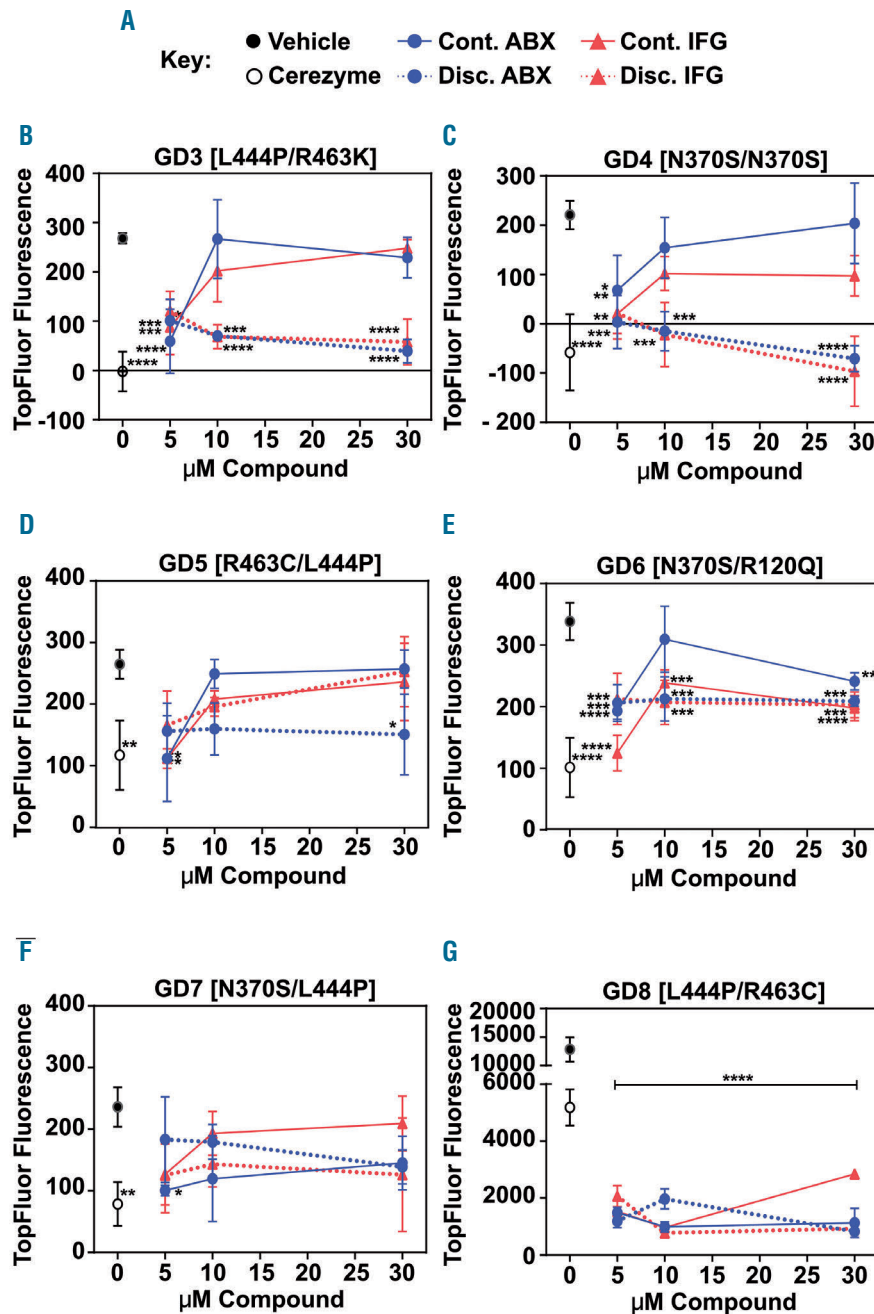 A
Key:
Vehicle
Cont. ABX
Cont. IFG
Cerezyme
Disc. ABX
Disc. IFG
B
GD3 [L444P/R463K]
TopFluor Fluorescence
400
300
200
100
0
-100
***
***
****
****
*
***
****
****
****
0 5 10 15 20 25 30
µM Compound
C
GD4 [N370S/N370S]
TopFluor Fluorescence
300
200
100
0
-100
- 200
*
**
**
***
****
***
***
****
****
0 5 10 15 20 25 30
µM Compound
D
GD5 [R463C/L444P]
TopFluor Fluorescence
400
300
200
100
0
**
*
*
*
0 5 10 15 20 25 30
µM Compound
E
GD6 [N370S/R120Q]
TopFluor Fluorescence
400
300
200
100
0
***
***
****
****
****
***
***
***
**
***
***
****
0 5 10 15 20 25 30
µM Compound
F
GD7 [N370S/L444P]
TopFluor Fluorescence
400
300
200
100
0
**
*
0 5 10 15 20 25 30
µM Compound
G
GD8 [L444P/R463C]
TopFluor Fluorescence
20000
15000
10000
6000
4000
2000
0
****
0 5 10 15 20 25 30
µM Compound